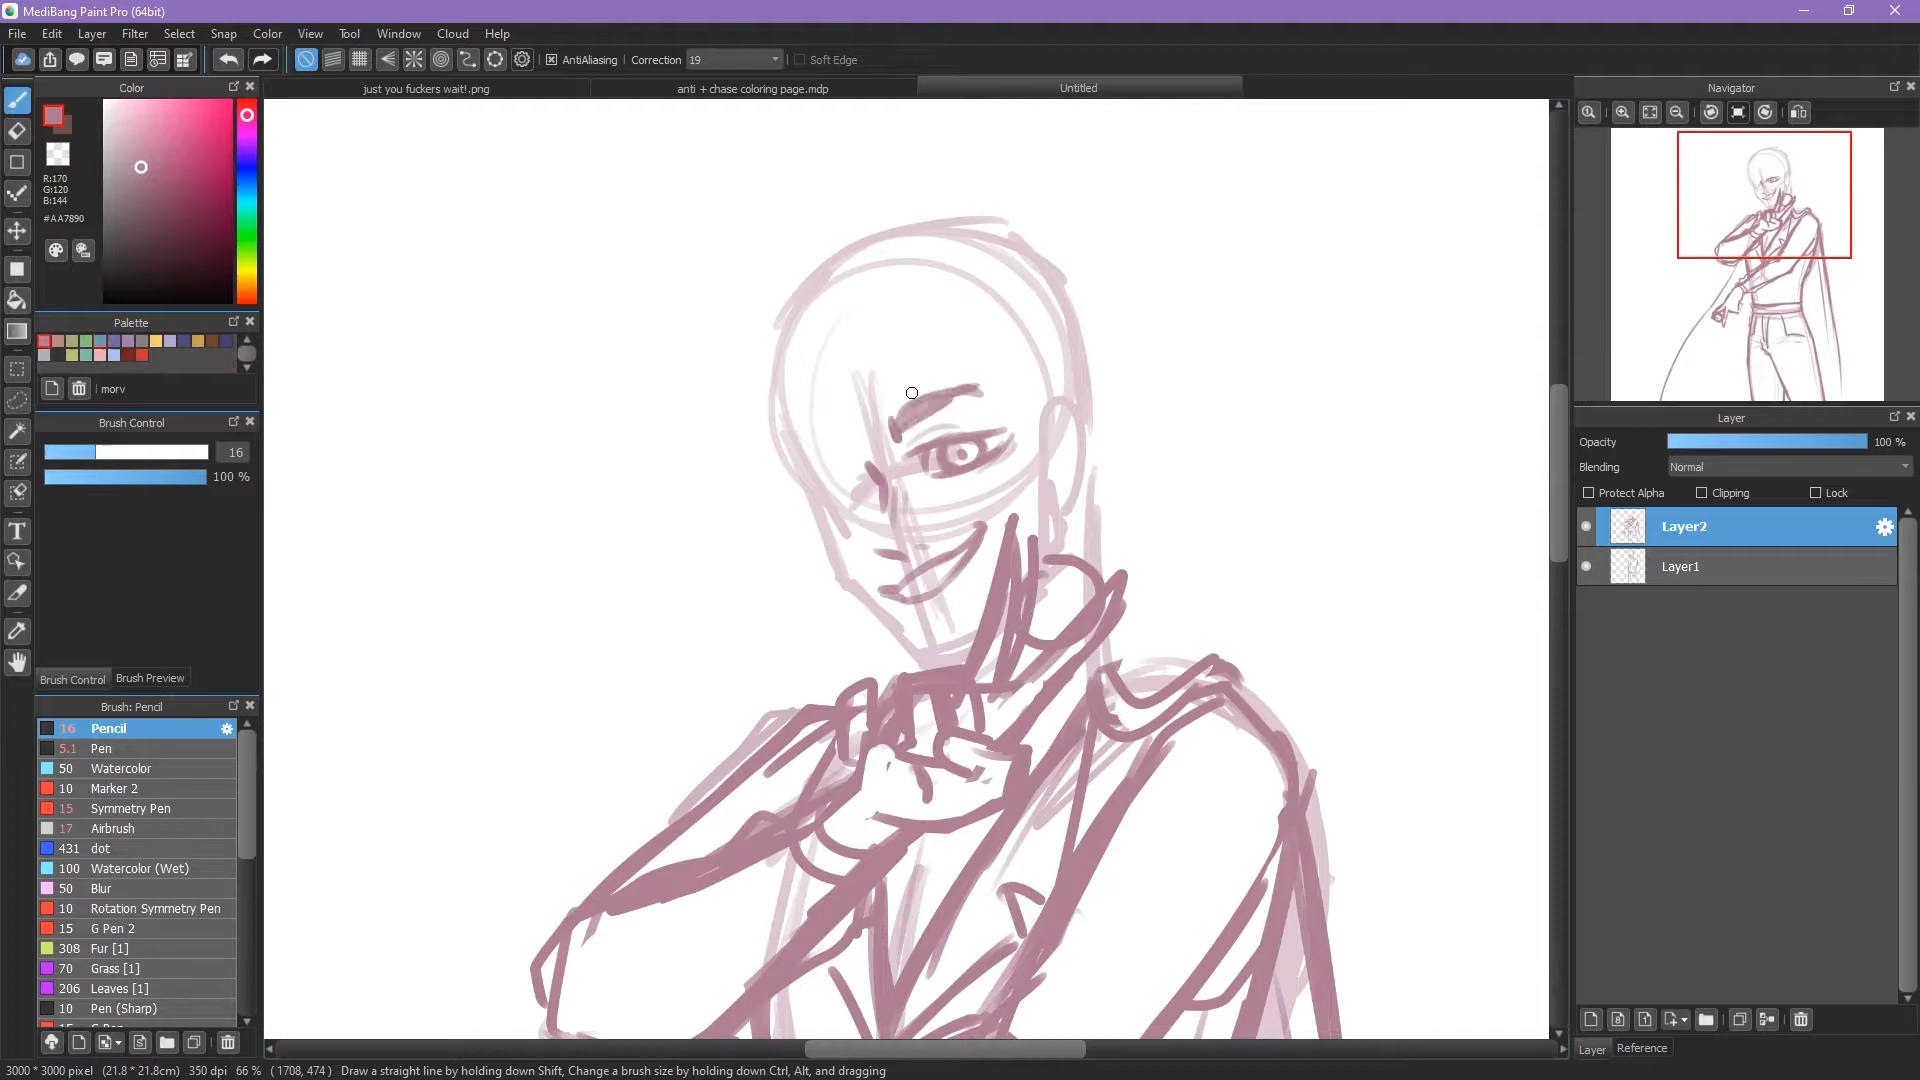 MediBang Paint Pro (64bit)
File Edit Layer Filter Select Snap Color View Tool Window Cloud Help
AntiAliasing Correction 19 Soft Edge
Color
just you fuckers wait!.png
anti + chase coloring page.mdp
Untitled
Navigator
R:170
G:120
B:144
#AA7890
Palette
morv
Brush Control
16
100 %
Brush Control Brush Preview
Brush: Pencil
16 Pencil
5.1 Pen
50 Watercolor
10 Marker 2
15 Symmetry Pen
17 Airbrush
431 dot
100 Watercolor (Wet)
50 Blur
10 Rotation Symmetry Pen
15 G Pen 2
308 Fur [1]
70 Grass [1]
206 Leaves [1]
10 Pen (Sharp)
Layer
Opacity 100 %
Blending Normal
Protect Alpha Clipping Lock
Layer2
Layer1
Layer Reference
3000 * 3000 pixel (21.8 * 21.8cm) 350 dpi 66 % ( 1708, 474 ) Draw a straight line by holding down Shift, Change a brush size by holding down Ctrl, Alt, and dragging